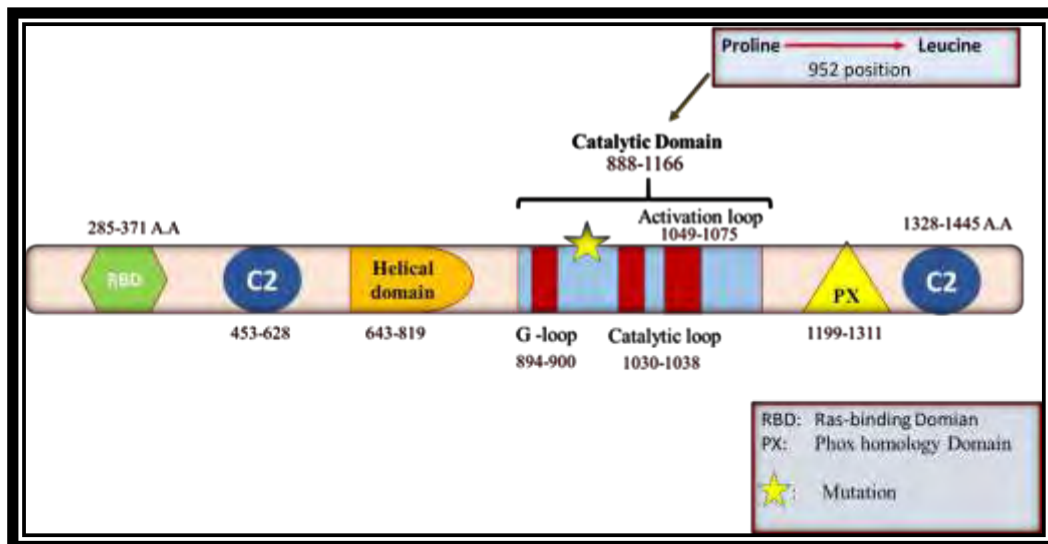 Proline Leucine
952 position
Catalytic Domain
888-1166
285-371 A.A
Activation loop
1049-1075
1328-1445 A.A
RBD
C2
Helical
domain
PX
C2
453-628
643-819
G -loop
894-900
Catalytic loop
1030-1038
1199-1311
RBD: Ras-binding Domian
PX: Phox homology Domain
: Mutation